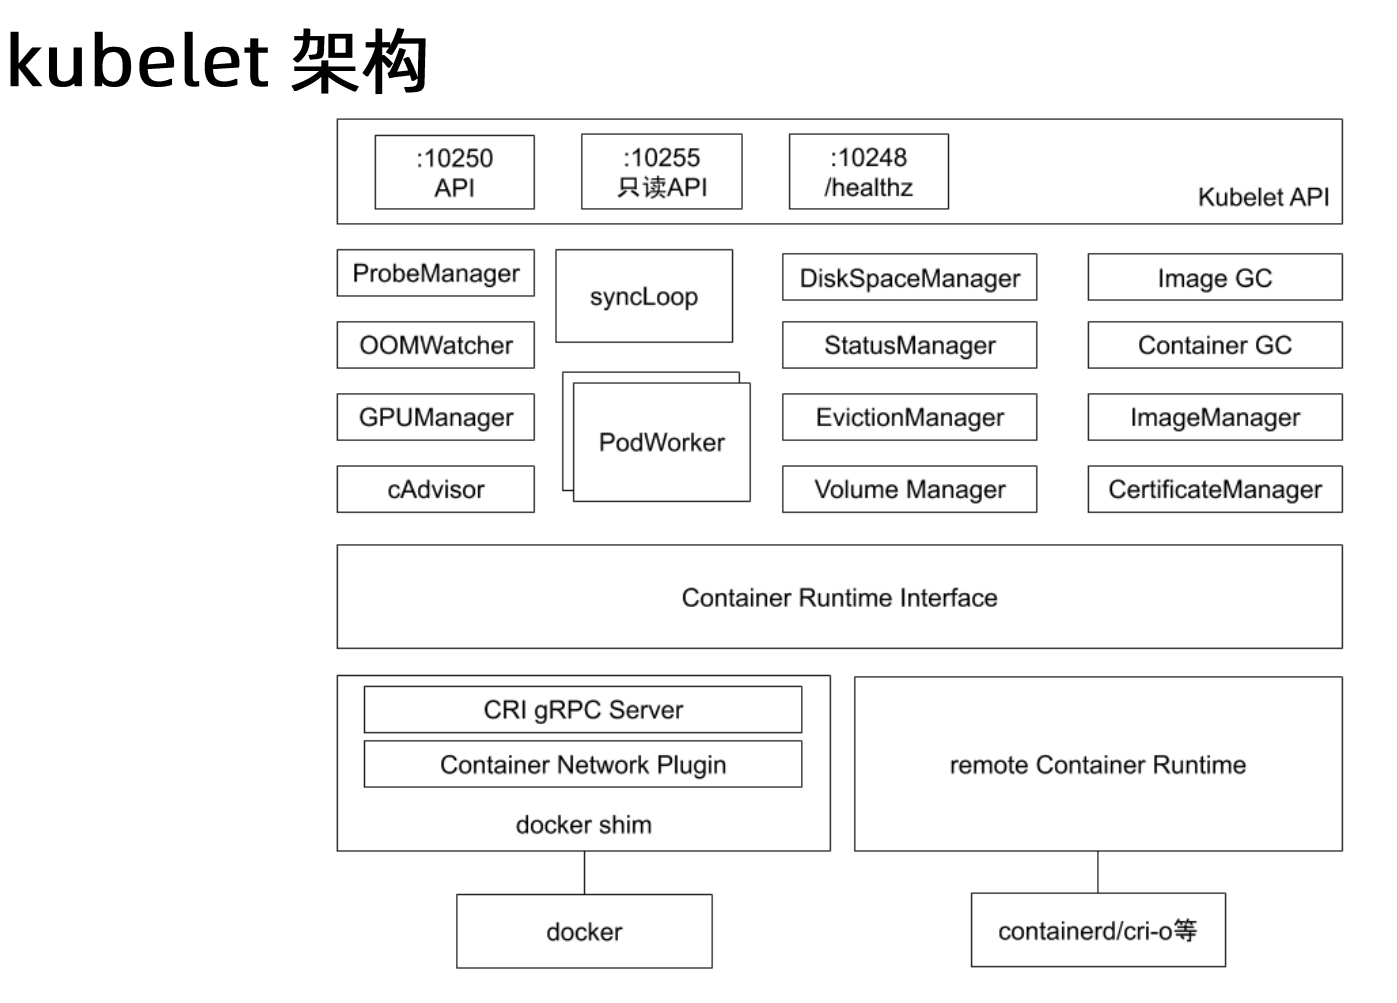 kubelet 架构
:10250
API
:10255
只读API
:10248
/healthz
Kubelet API
ProbeManager
syncLoop
DiskSpaceManager
Image GC
OOMWatcher
StatusManager
Container GC
GPUManager
PodWorker
EvictionManager
ImageManager
cAdvisor
Volume Manager
CertificateManager
Container Runtime Interface
CRI gRPC Server
Container Network Plugin
docker shim
remote Container Runtime
docker
containerd/cri-o等